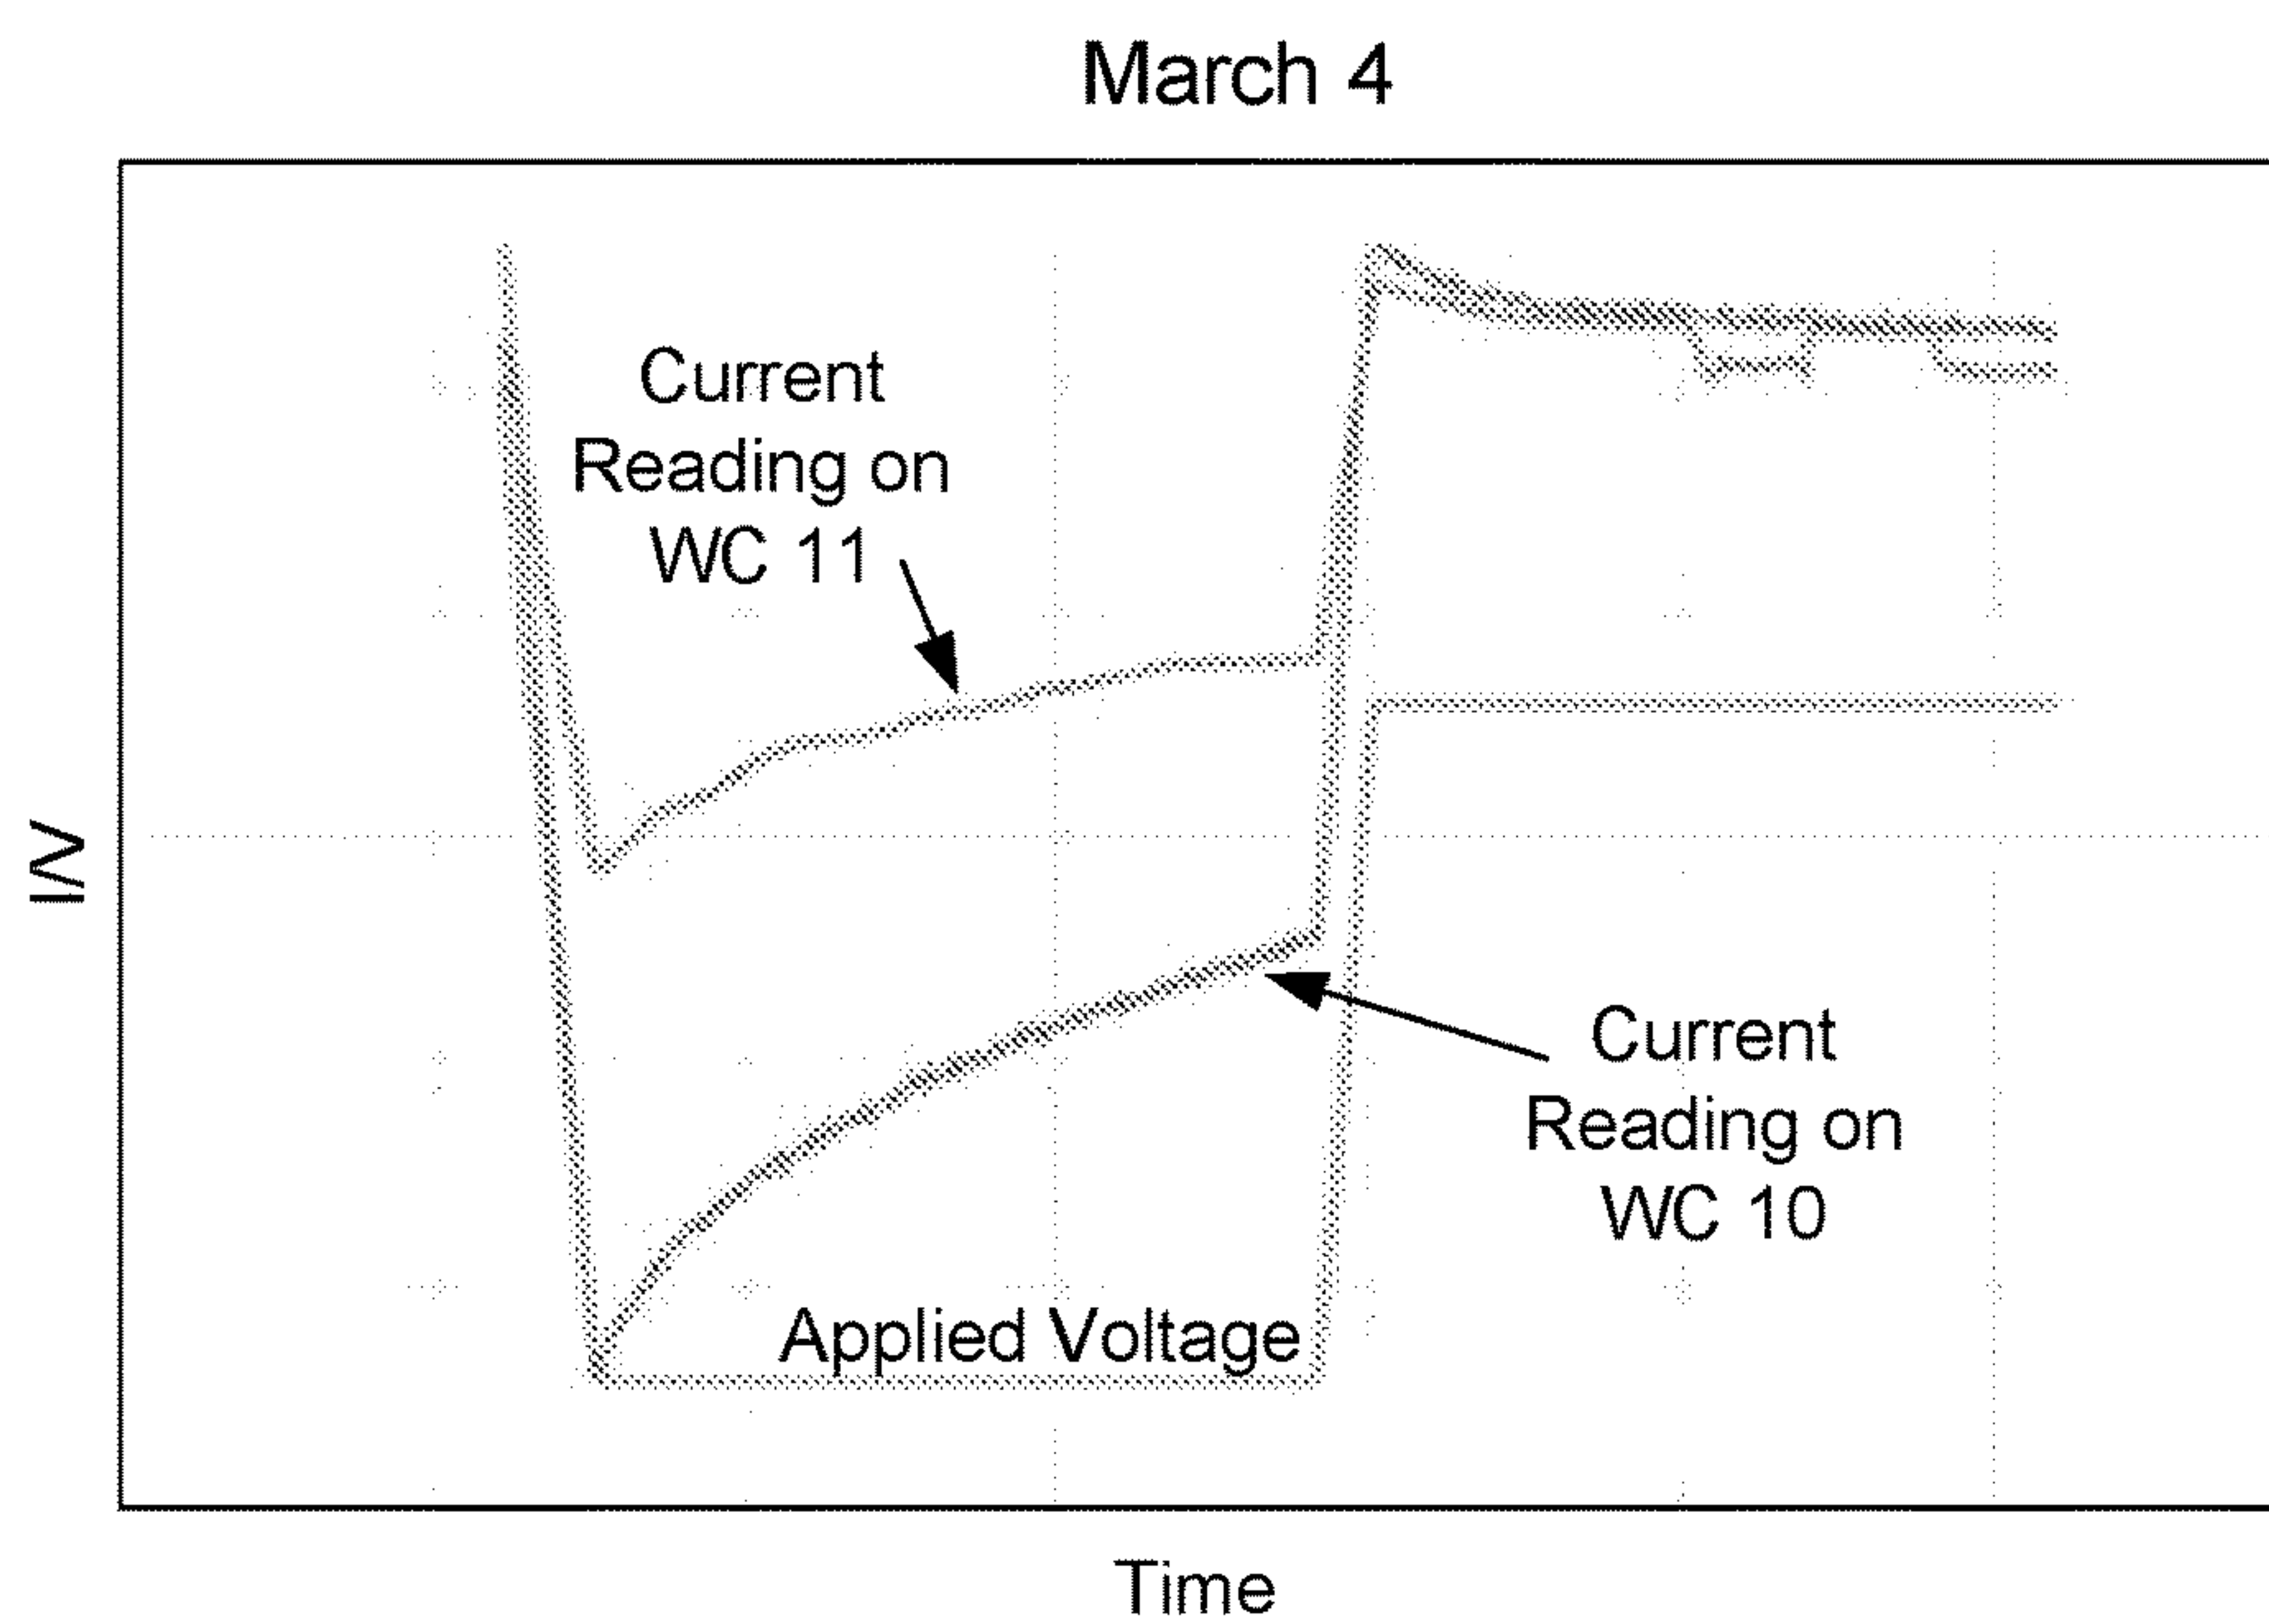 March 4
Current
Reading on
WC 11
I/V
Current
Reading on
WC 10
Applied Voltage
Time